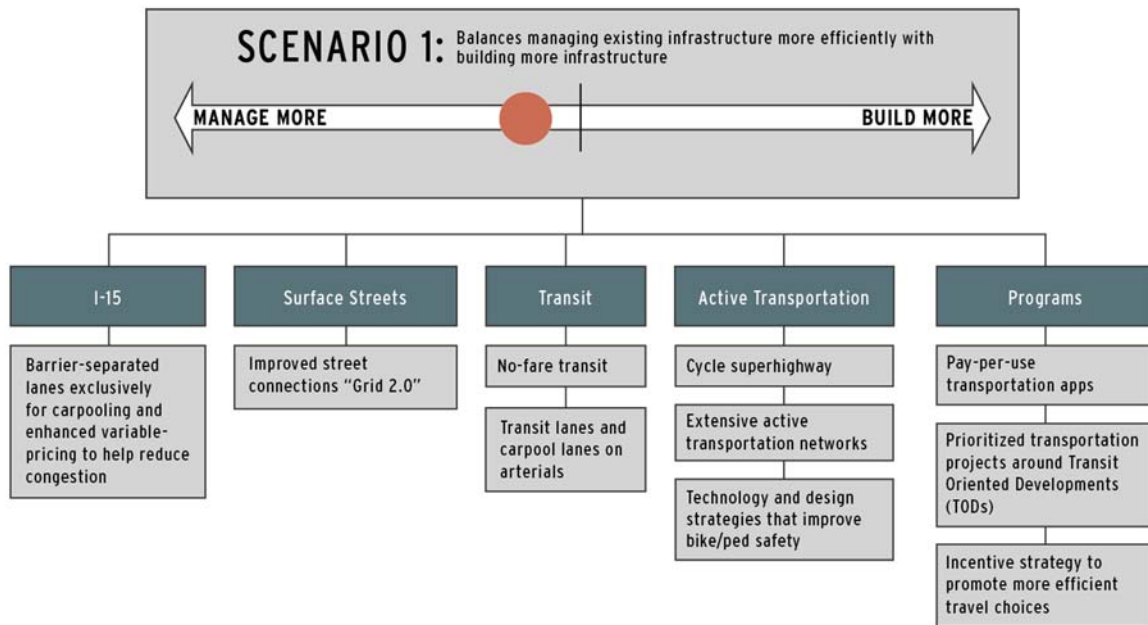 SCENARIO 1: Balances managing existing infrastructure more efficiently with
building more infrastructure
MANAGE MORE
BUILD MORE
I-15
Barrier-separated
lanes exclusively
for carpooling and
enhanced variable-
pricing to help reduce
congestion
Surface Streets
Improved street
connections “Grid 2.0”
Transit
No-fare transit
Transit lanes and
carpool lanes on
arterials
Active Transportation
Cycle superhighway
Extensive active
transportation networks
Technology and design
strategies that improve
bike/ped safety
Programs
Pay-per-use
transportation apps
Prioritized transportation
projects around Transit
Oriented Developments
(TODs)
Incentive strategy to
promote more efficient
travel choices